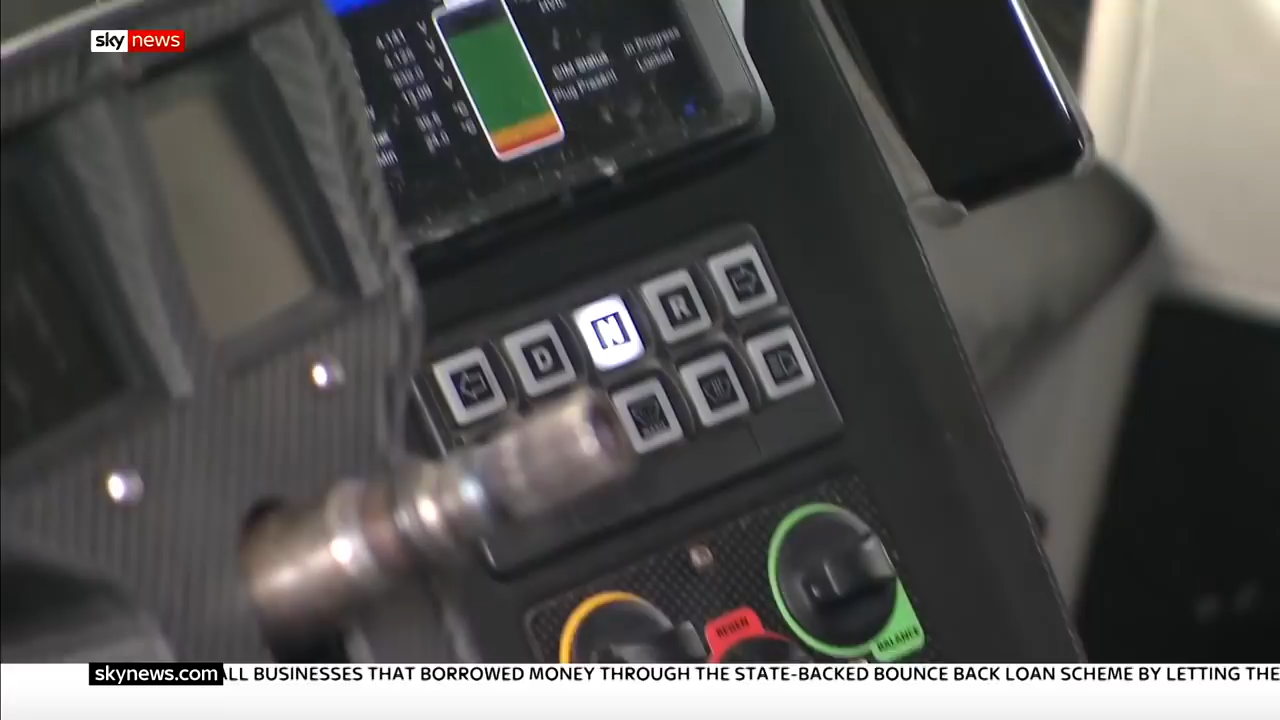 sky news
In Progress
EIM Status
Locked
Plug Present
D
N
R
REGEN
BALANCE
skynews.com
ALL BUSINESSES THAT BORROWED MONEY THROUGH THE STATE-BACKED BOUNCE BACK LOAN SCHEME BY LETTING THE